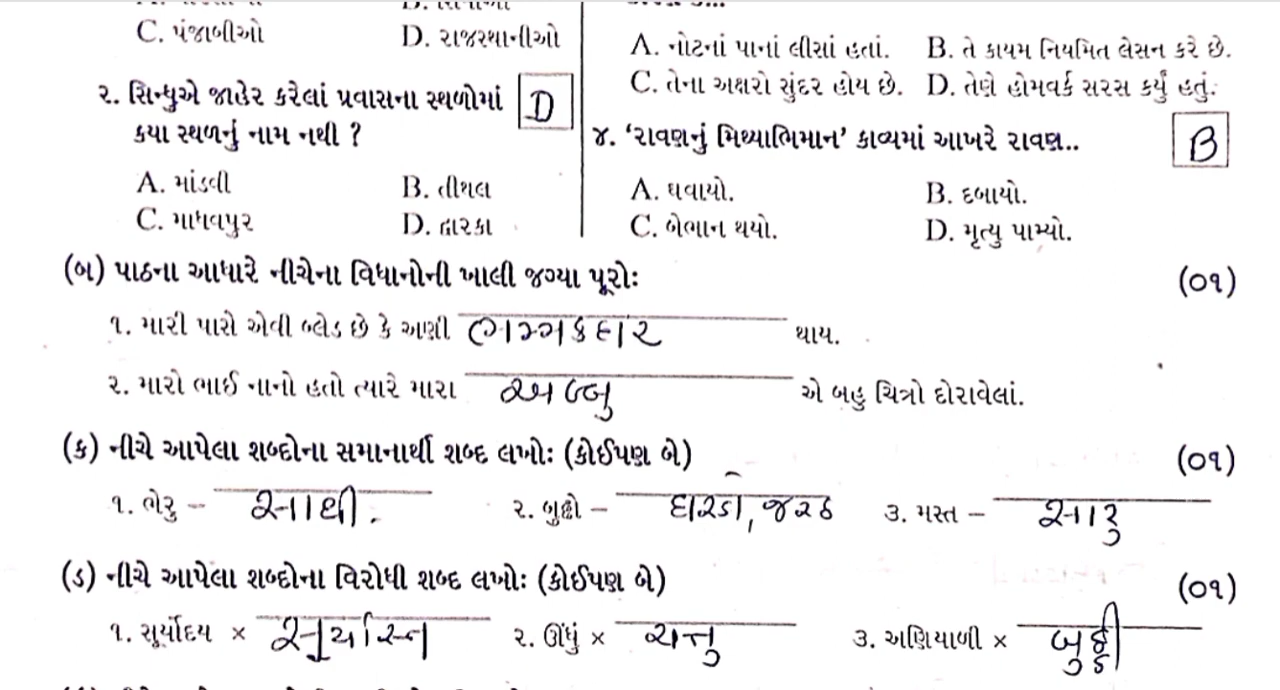 C. પંજાબીઓ D. રાજસ્થાનીઓ
૨. સિન્ધુએ જાહેર કરેલાં પ્રવાસના સ્થળોમાં D
કયા સ્થળનું નામ નથી ?
A. માંડવી B. તીથલ
C. માધવપુર D. દ્વારકા
A. નોટનાં પાનાં લીસાં હતાં. B. તે કાયમ નિયમિત લેસન કરે છે.
C. તેના અક્ષરો સુંદર હોય છે. D. તેણે હોમવર્ક સરસ કર્યું હતું.
૪. ‘રાવણનું મિથ્યાભિમાન’ કાવ્યમાં આખરે રાવણ.. B
A. ઘવાયો. B. દબાયો.
C. બેભાન થયો. D. મૃત્યુ પામ્યો.
(બ) પાઠના આધારે નીચેના વિધાનોની ખાલી જગ્યા પૂરોઃ (૦૧)
૧. મારી પાસે એવી બ્લેડ છે કે અણી થાય.
૨. મારો ભાઈ નાનો હતો ત્યારે મારા અબ્બુ એ બહુ ચિત્રો દોરાવેલાં.
(ક) નીચે આપેલા શબ્દોના સમાનાર્થી શબ્દ લખોઃ (કોઈપણ બે) (૦૧)
૧. ભેરુ – સાથી. ૨. બુઢ્ઢો – ઘરડો, જરઠ ૩. મસ્ત – સારુ
(ડ) નીચે આપેલા શબ્દોના વિરોધી શબ્દ લખોઃ (કોઈપણ બે) (૦૧)
૧. સૂર્યોદય × સુર્યાસ્ત ૨. ઊંધું × ચત્તુ ૩. અણિયાળી × બુઠ્ઠી